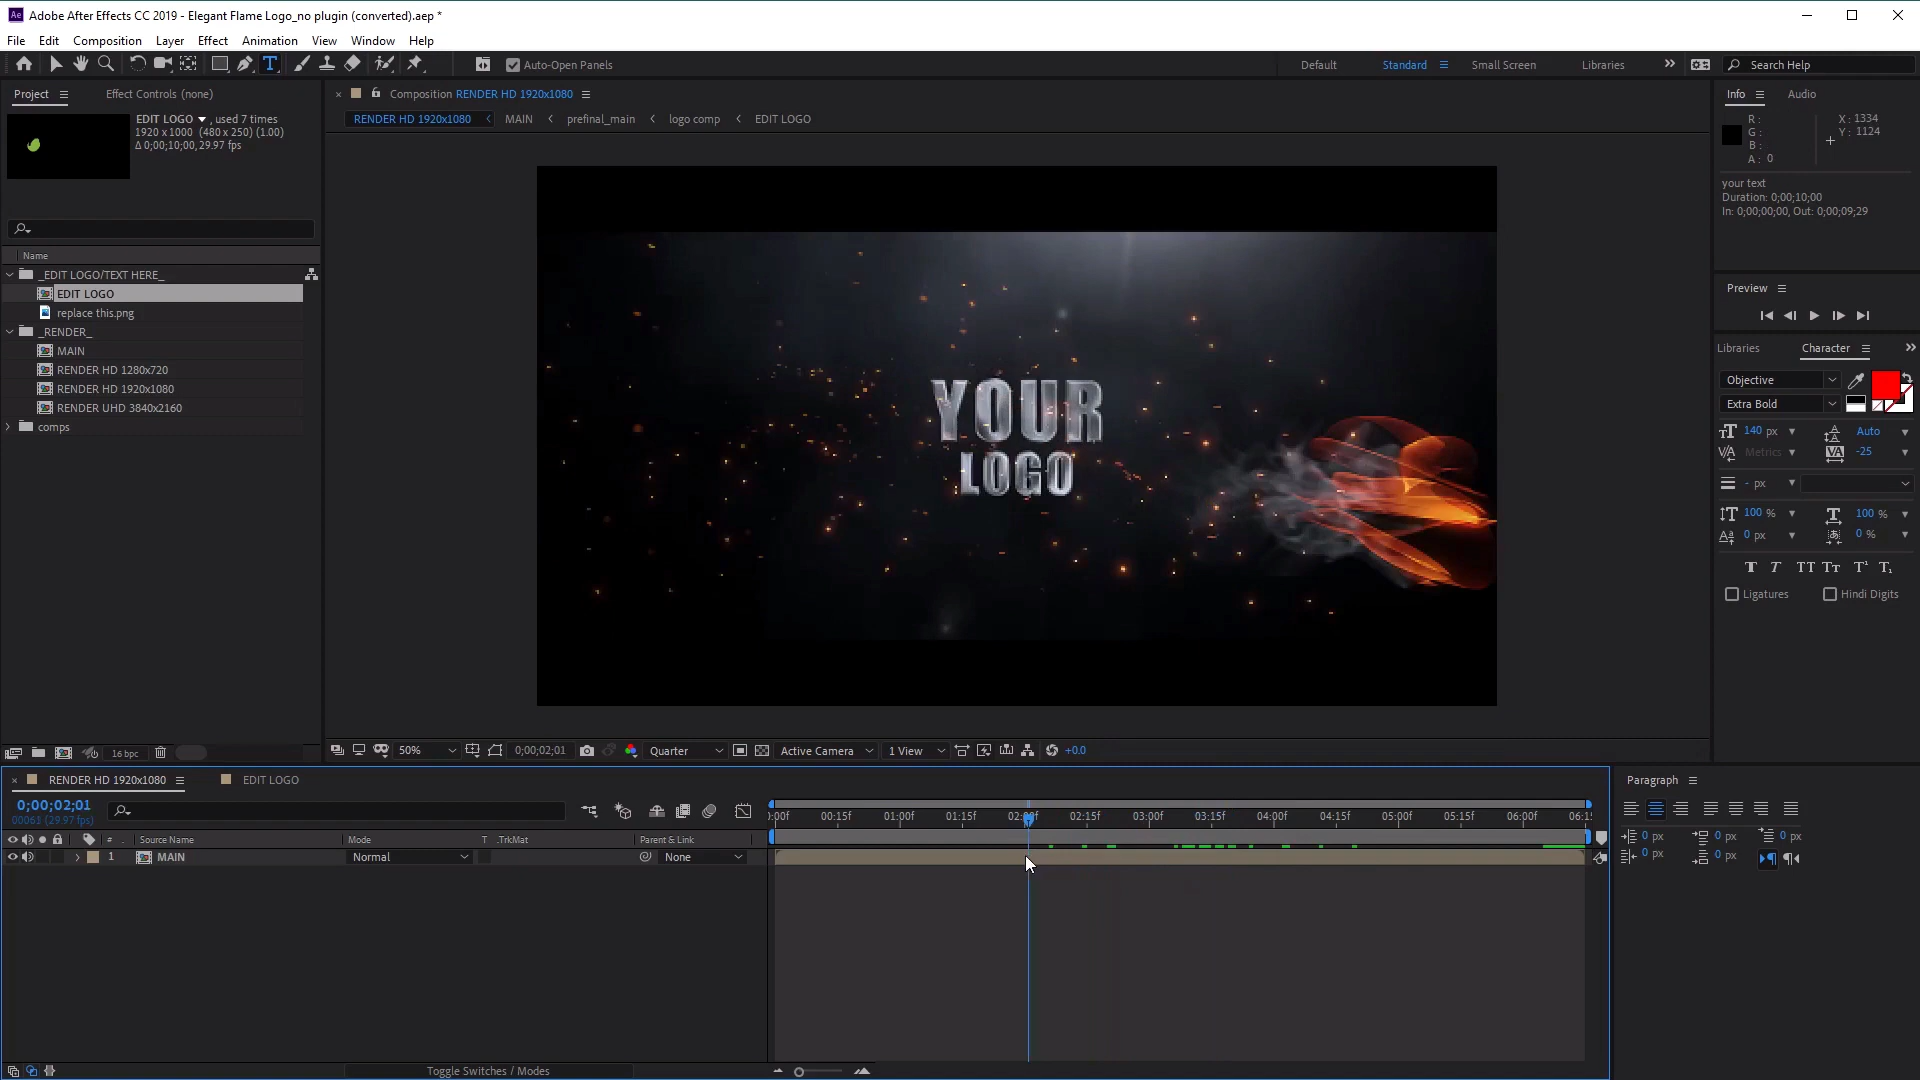 Adobe After Effects CC 2019 - Elegant Flame Logo_no plugin (converted).aep *
File Edit Composition Layer Effect Animation View Window Help
Auto-Open Panels
Default Standard Small Screen Libraries
Search Help
Project Effect Controls (none)
EDIT LOGO , used 7 times
1920 x 1000 (480 x 250) (1.00)
Δ 0;00;10;00, 29.97 fps
Name
_EDIT LOGO/TEXT HERE_
EDIT LOGO
replace this.png
_RENDER_
MAIN
RENDER HD 1280x720
RENDER HD 1920x1080
RENDER UHD 3840x2160
comps
16 bpc
Composition RENDER HD 1920x1080
RENDER HD 1920x1080 MAIN prefinal_main logo comp EDIT LOGO
YOUR
LOGO
50% 0;00;02;01 Quarter Active Camera 1 View +0.0
Info Audio
R : X : 1334
G : Y : 1124
B :
A : 0
your text
Duration: 0;00;10;00
In: 0;00;00;00, Out: 0;00;09;29
Preview
Libraries Character
Objective
Extra Bold
140 px Auto
Metrics -25
- px
100 % 100 %
0 px 0 %
Ligatures Hindi Digits
RENDER HD 1920x1080 EDIT LOGO
0;00;02;01
00061 (29.97 fps)
# Source Name Mode T .TrkMat Parent & Link
1 MAIN Normal None
:00f 00:15f 01:00f 01:15f 02:00f 02:15f 03:00f 03:15f 04:00f 04:15f 05:00f 05:15f 06:00f 06:15
Toggle Switches / Modes
Paragraph
0 px 0 px 0 px
0 px 0 px